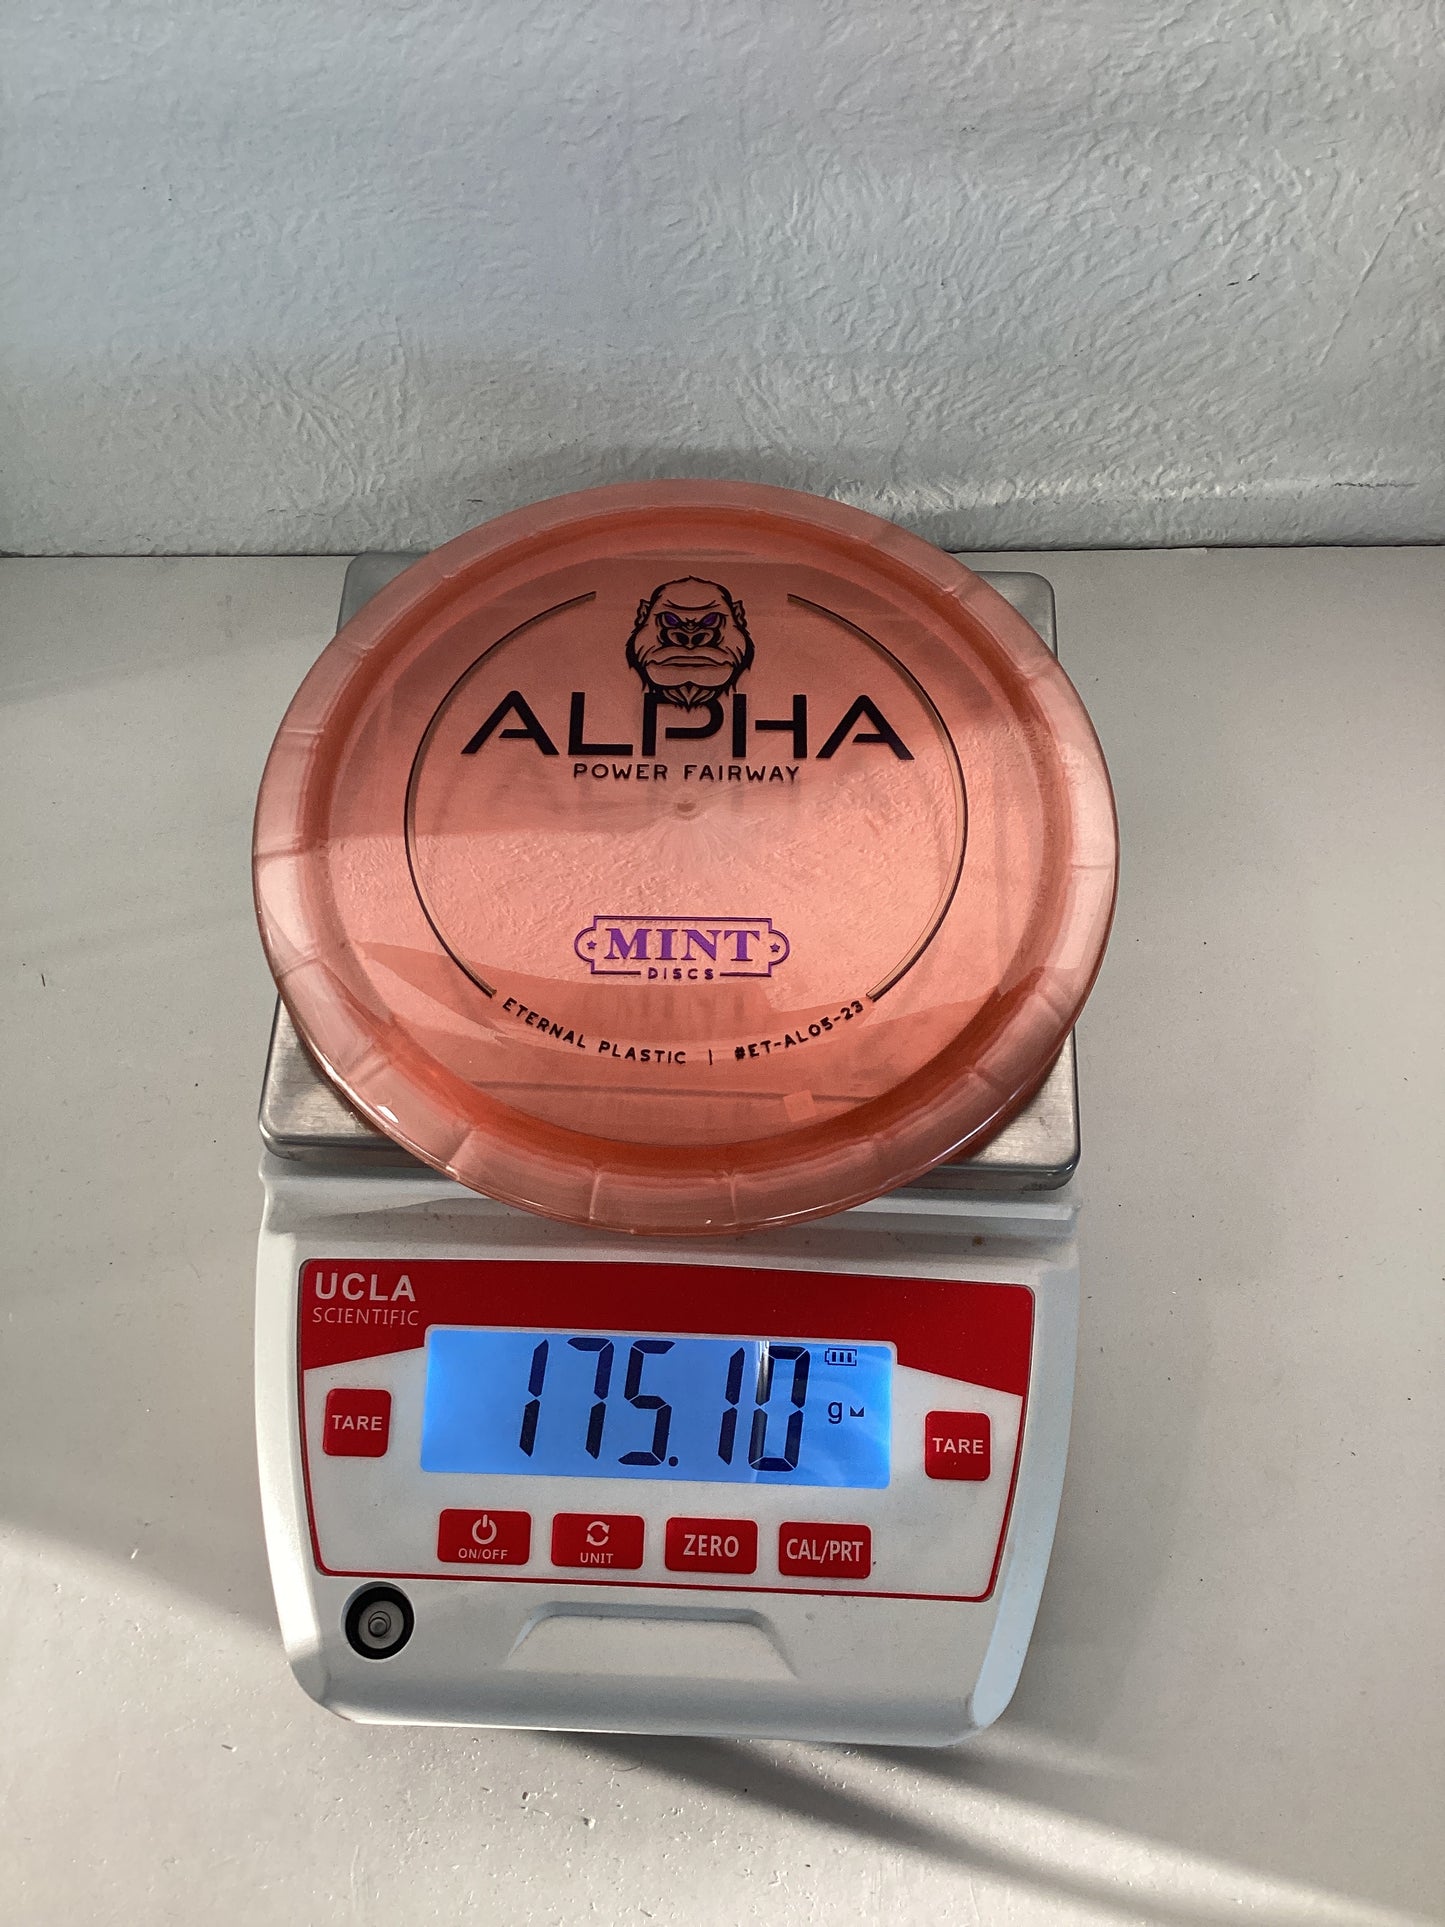 ALPHA
POWER FAIRWAY
MINT
DISCS
ETERNAL PLASTIC | #ET-AL05-23
UCLA
SCIENTIFIC
175.10 g
TARE
TARE
ON/OFF
UNIT
ZERO
CAL/PRT